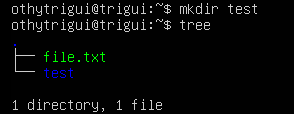 othytrigui@trigui:~$ mkdir test
othytrigui@trigui:~$ tree
.
├── file.txt
└── test

1 directory, 1 file